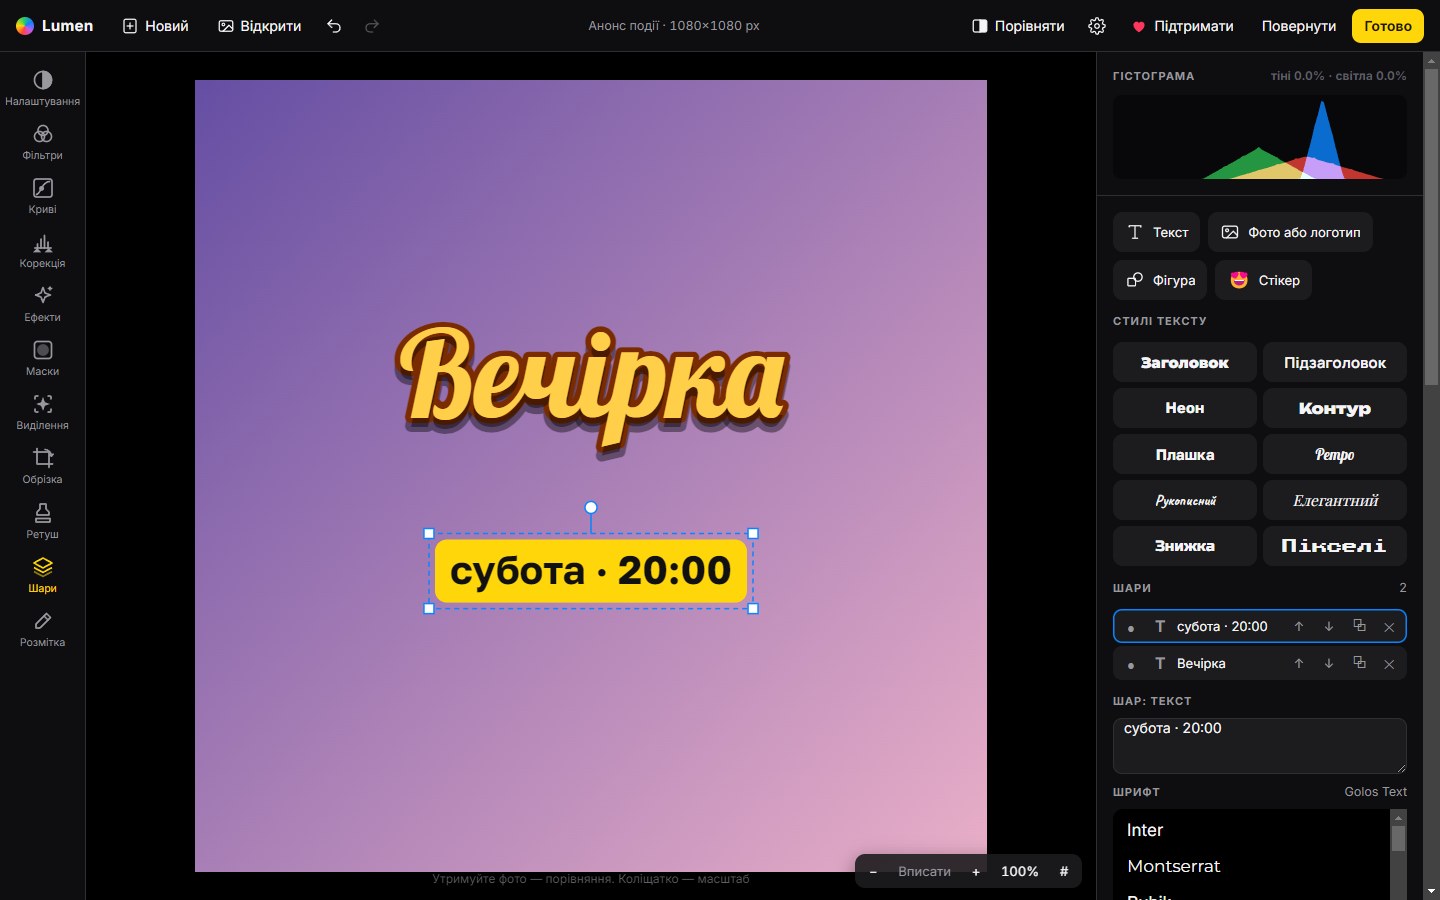 Lumen
Новий
Відкрити
Анонс події · 1080×1080 px
Порівняти
Підтримати
Повернути
Готово
Налаштування
Фільтри
Криві
Корекція
Ефекти
Маски
Виділення
Обрізка
Ретуш
Шари
Розмітка
Вечірка
субота · 20:00
Утримуйте фото — порівняння. Коліщатко — масштаб
− Вписати + 100% #
ГІСТОГРАМА
тіні 0.0% · світла 0.0%
Текст
Фото або логотип
Фігура
Стікер
СТИЛІ ТЕКСТУ
Заголовок
Підзаголовок
Неон
Контур
Плашка
Ретро
Рукописний
Елегантний
Знижка
Пікселі
ШАРИ
2
T субота · 20:00
T Вечірка
ШАР: ТЕКСТ
субота · 20:00
ШРИФТ
Golos Text
Inter
Montserrat